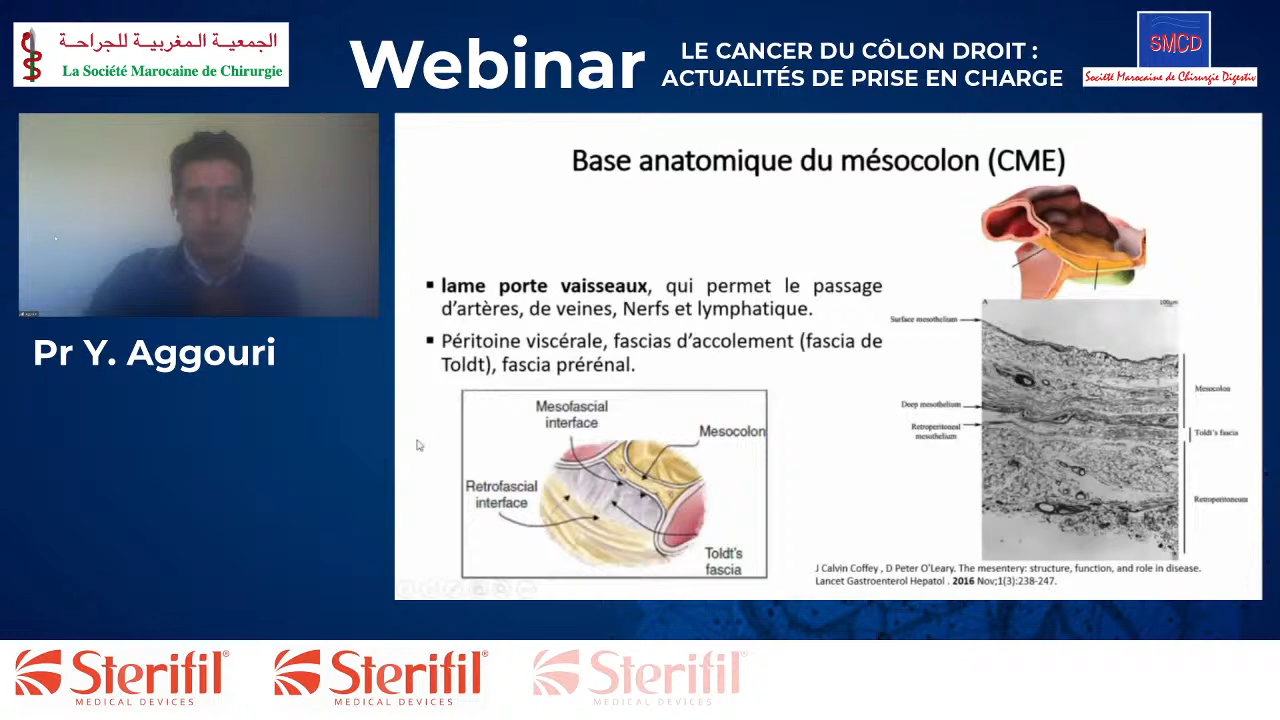 الجمعية المغربية للجراحة
La Société Marocaine de Chirurgie
Webinar
LE CANCER DU CÔLON DROIT :
ACTUALITÉS DE PRISE EN CHARGE
SMCD
Société Marocaine de Chirurgie Digestiv
Pr Y. Aggouri
Base anatomique du mésocolon (CME)
▪ lame porte vaisseaux, qui permet le passage
d'artères, de veines, Nerfs et lymphatique.
▪ Péritoine viscérale, fascias d'accolement (fascia de
Toldt), fascia prérénal.
Mesofascial
interface
Mesocolon
Retrofascial
interface
Toldt's
fascia
A
100µm
Surface mesothelium
Mesocolon
Deep mesothelium
Retroperitoneal
mesothelium
Toldt's fascia
Retroperitoneum
J Calvin Coffey , D Peter O'Leary. The mesentery: structure, function, and role in disease.
Lancet Gastroenterol Hepatol . 2016 Nov;1(3):238-247.
Sterifil®
MEDICAL DEVICES
Sterifil®
MEDICAL DEVICES
Sterifil®
MEDICAL DEVICES